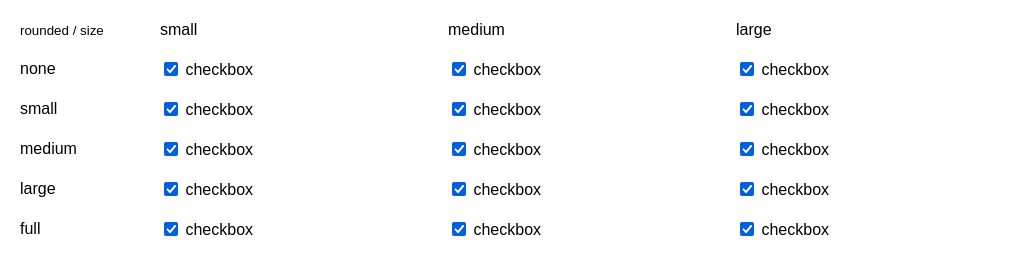 rounded / size small medium large
none checkbox checkbox checkbox
small checkbox checkbox checkbox
medium checkbox checkbox checkbox
large checkbox checkbox checkbox
full checkbox checkbox checkbox